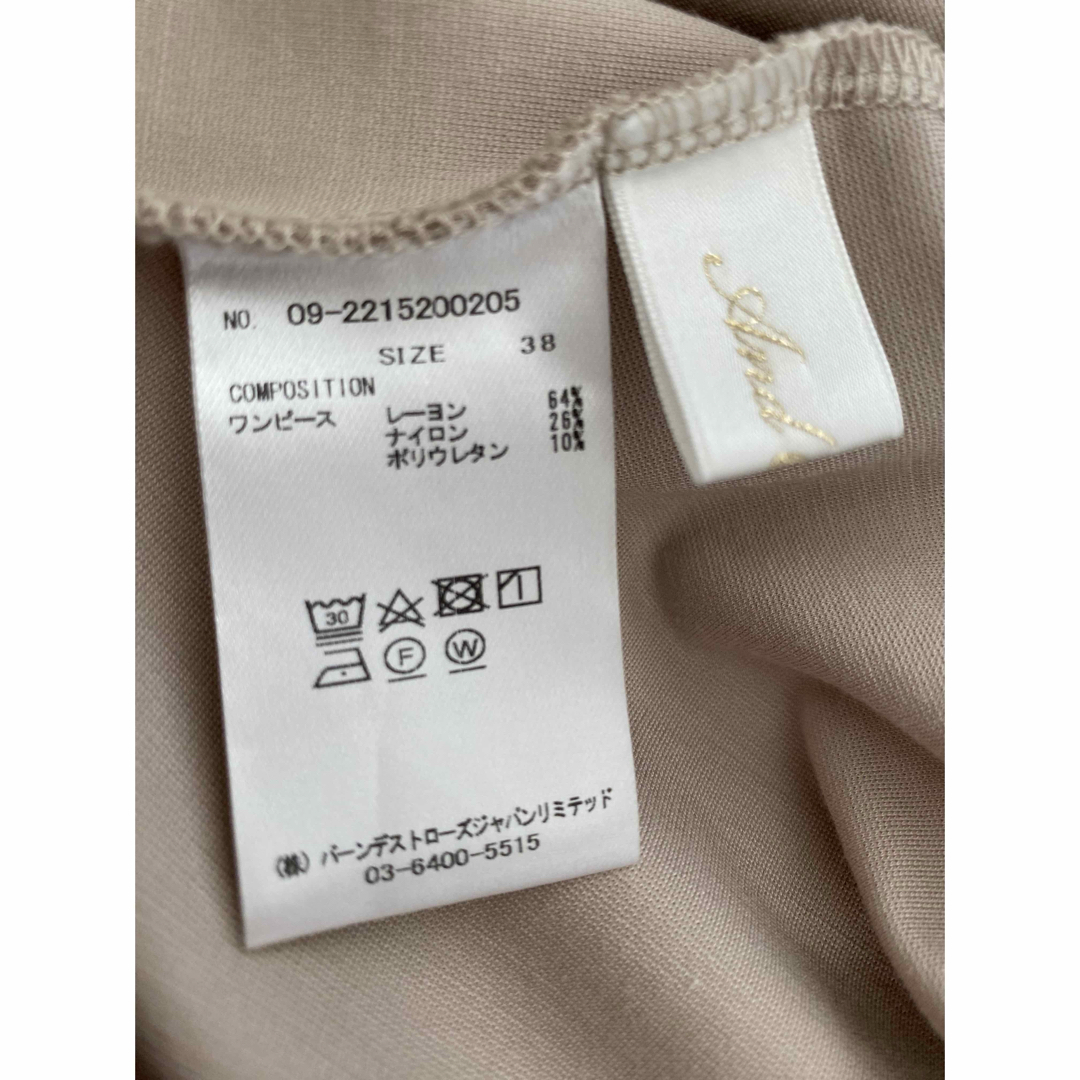 NO. 09-2215200205
SIZE 38
COMPOSITION
ワンピース レーヨン 64%
ナイロン 26%
ポリウレタン 10%
30
F W
(株) バーンデストローズジャパンリミテッド
03-6400-5515